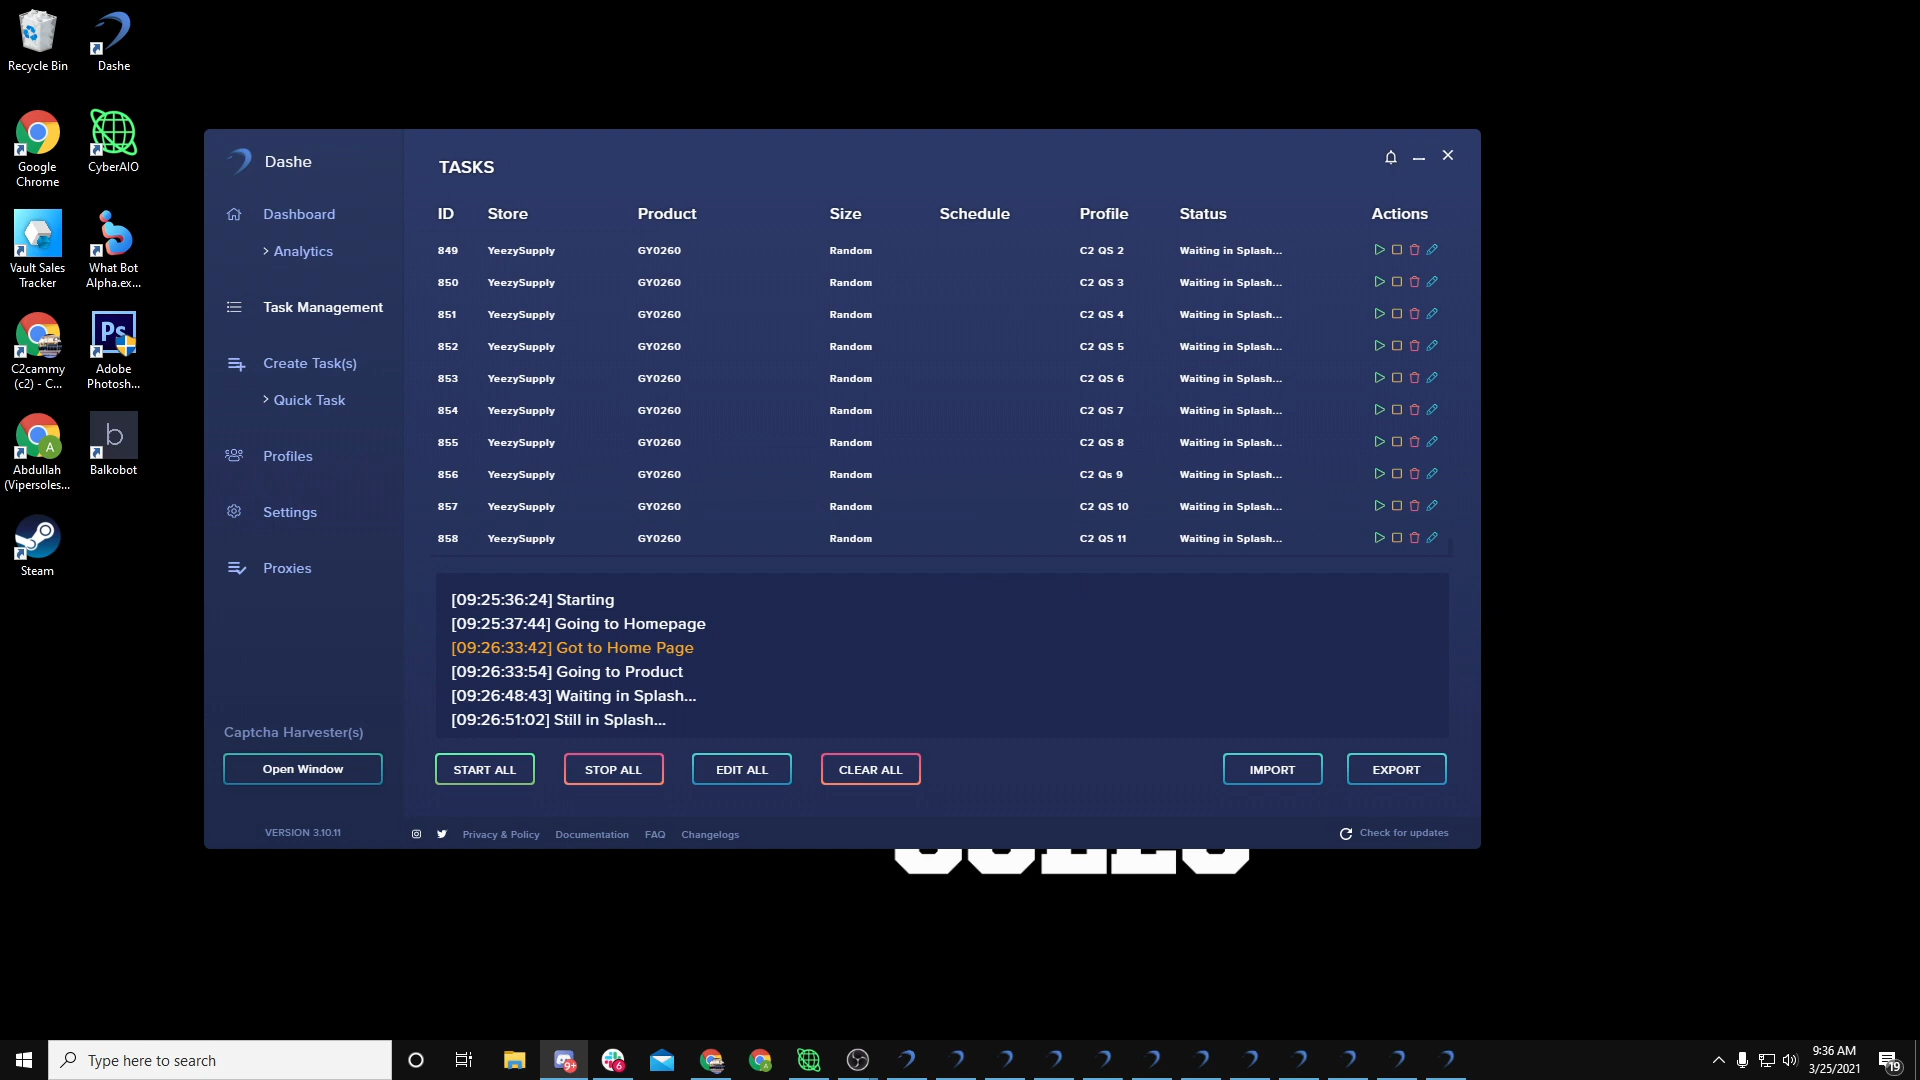 Recycle Bin
Dashe
Google
Chrome
CyberAIO
Vault Sales
Tracker
What Bot
Alpha.ex...
C2cammy
(c2) - C...
Ps
Adobe
Photosh...
A
Abdullah
(Vipersoles...
b
Balkobot
Steam
Dashe
Dashboard
> Analytics
Task Management
Create Task(s)
> Quick Task
Profiles
Settings
Proxies
Captcha Harvester(s)
Open Window
VERSION 3.10.11
TASKS
ID Store Product Size Schedule Profile Status Actions
849 YeezySupply GY0260 Random C2 QS 2 Waiting in Splash...
850 YeezySupply GY0260 Random C2 QS 3 Waiting in Splash...
851 YeezySupply GY0260 Random C2 QS 4 Waiting in Splash...
852 YeezySupply GY0260 Random C2 QS 5 Waiting in Splash...
853 YeezySupply GY0260 Random C2 QS 6 Waiting in Splash...
854 YeezySupply GY0260 Random C2 QS 7 Waiting in Splash...
855 YeezySupply GY0260 Random C2 QS 8 Waiting in Splash...
856 YeezySupply GY0260 Random C2 Qs 9 Waiting in Splash...
857 YeezySupply GY0260 Random C2 QS 10 Waiting in Splash...
858 YeezySupply GY0260 Random C2 QS 11 Waiting in Splash...
[09:25:36:24] Starting
[09:25:37:44] Going to Homepage
[09:26:33:42] Got to Home Page
[09:26:33:54] Going to Product
[09:26:48:43] Waiting in Splash...
[09:26:51:02] Still in Splash...
START ALL STOP ALL EDIT ALL CLEAR ALL IMPORT EXPORT
Privacy & Policy Documentation FAQ Changelogs Check for updates
Type here to search
9+
6
A
9:36 AM
3/25/2021
19